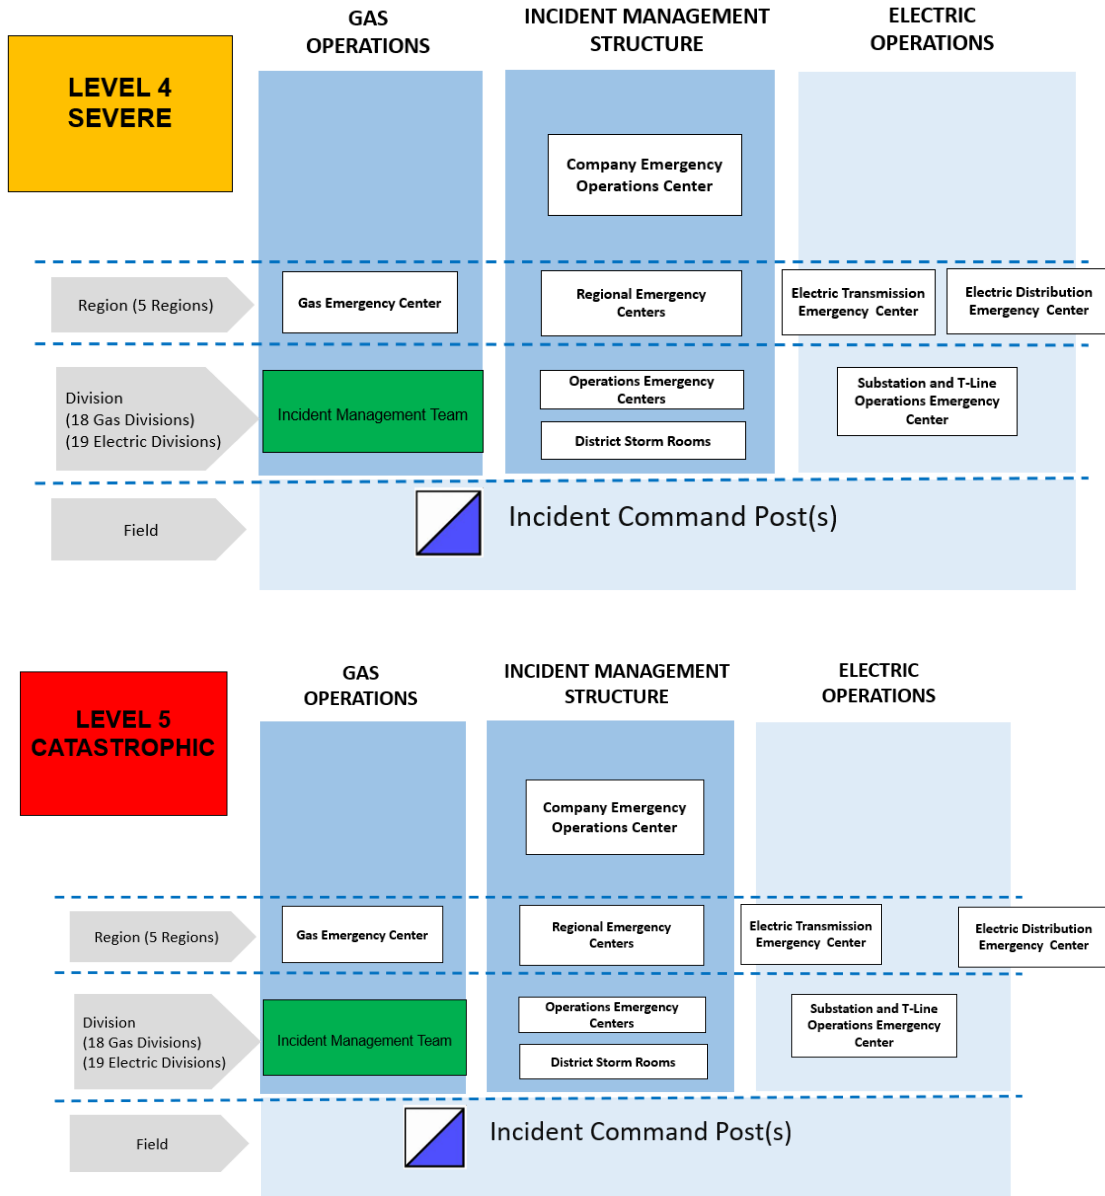 GAS
OPERATIONS
INCIDENT MANAGEMENT
STRUCTURE
ELECTRIC
OPERATIONS
LEVEL 4
SEVERE
Company Emergency
Operations Center
Region (5 Regions)
Gas Emergency Center
Regional Emergency
Centers
Electric Transmission
Emergency Center
Electric Distribution
Emergency Center
Division
(18 Gas Divisions)
(19 Electric Divisions)
Incident Management Team
Operations Emergency
Centers
District Storm Rooms
Substation and T-Line
Operations Emergency
Center
Field
Incident Command Post(s)
GAS
OPERATIONS
INCIDENT MANAGEMENT
STRUCTURE
ELECTRIC
OPERATIONS
LEVEL 5
CATASTROPHIC
Company Emergency
Operations Center
Region (5 Regions)
Gas Emergency Center
Regional Emergency
Centers
Electric Transmission
Emergency Center
Electric Distribution
Emergency Center
Division
(18 Gas Divisions)
(19 Electric Divisions)
Incident Management Team
Operations Emergency
Centers
District Storm Rooms
Substation and T-Line
Operations Emergency
Center
Field
Incident Command Post(s)